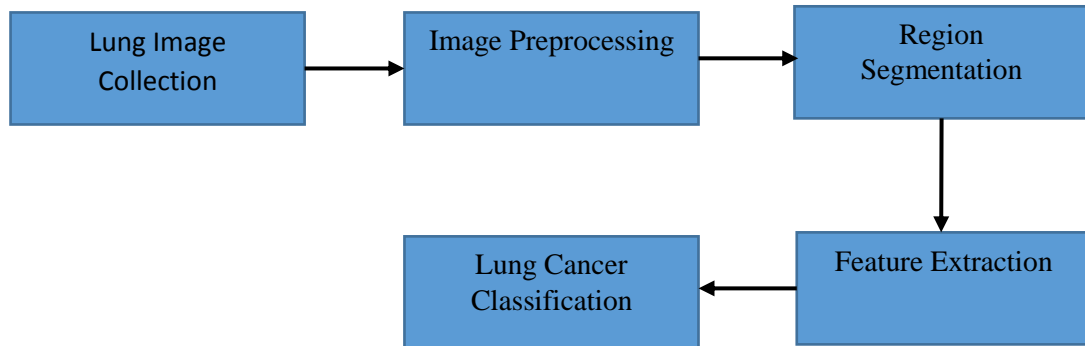 Lung Image
Collection
Image Preprocessing
Region
Segmentation
Feature Extraction
Lung Cancer
Classification